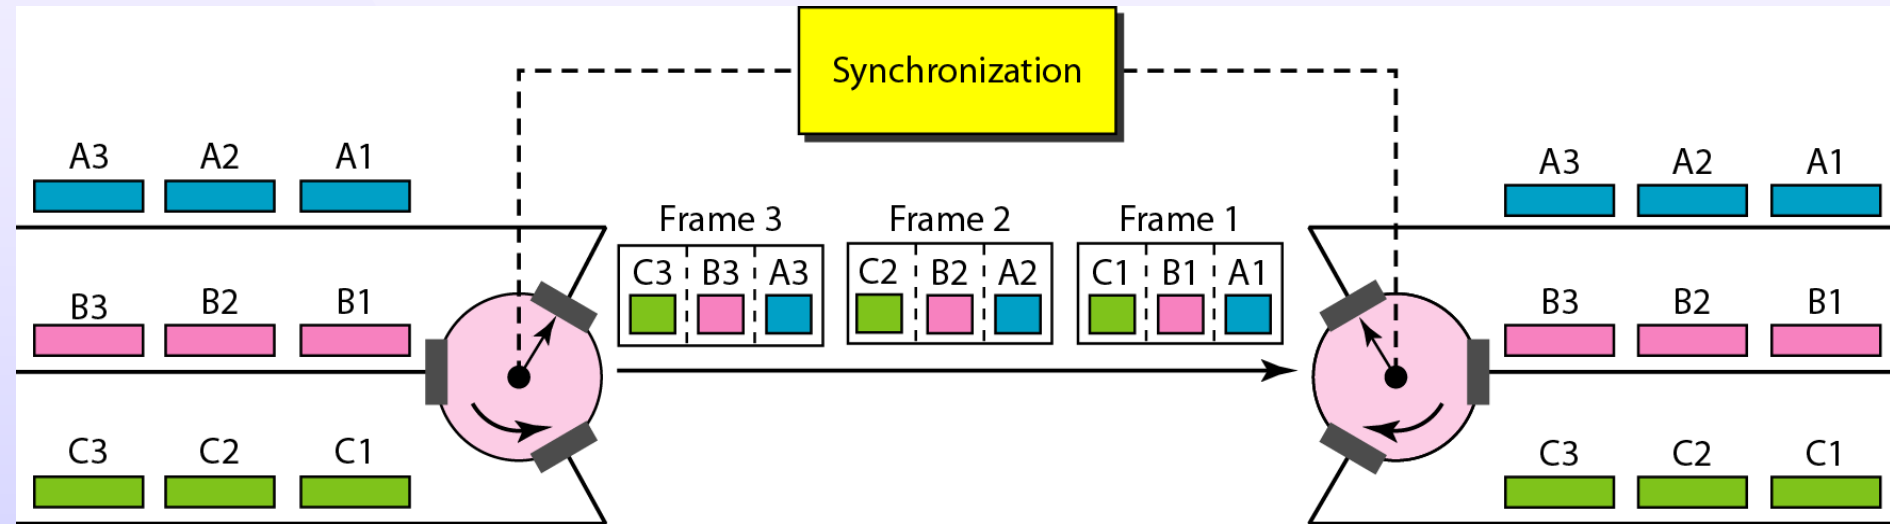 Synchronization
A3 A2 A1
A3 A2 A1
Frame 3 Frame 2 Frame 1
C3 B3 A3 C2 B2 A2 C1 B1 A1
B3 B2 B1
B3 B2 B1
C3 C2 C1
C3 C2 C1